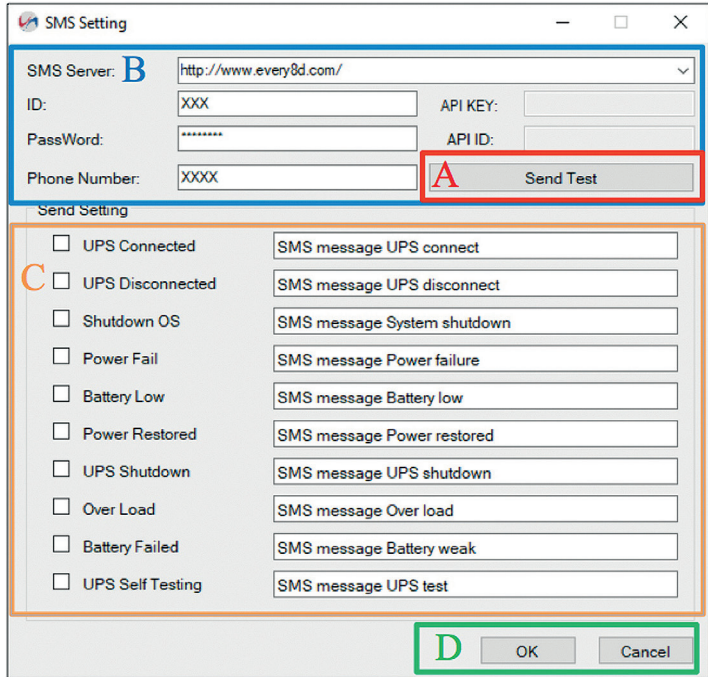 SMS Setting
SMS Server: B http://www.every8d.com/
ID: XXX API KEY:
PassWord: ******** API ID:
Phone Number: XXXX A Send Test
Send Setting
UPS Connected SMS message UPS connect
C UPS Disconnected SMS message UPS disconnect
Shutdown OS SMS message System shutdown
Power Fail SMS message Power failure
Battery Low SMS message Battery low
Power Restored SMS message Power restored
UPS Shutdown SMS message UPS shutdown
Over Load SMS message Over load
Battery Failed SMS message Battery weak
UPS Self Testing SMS message UPS test
D OK Cancel